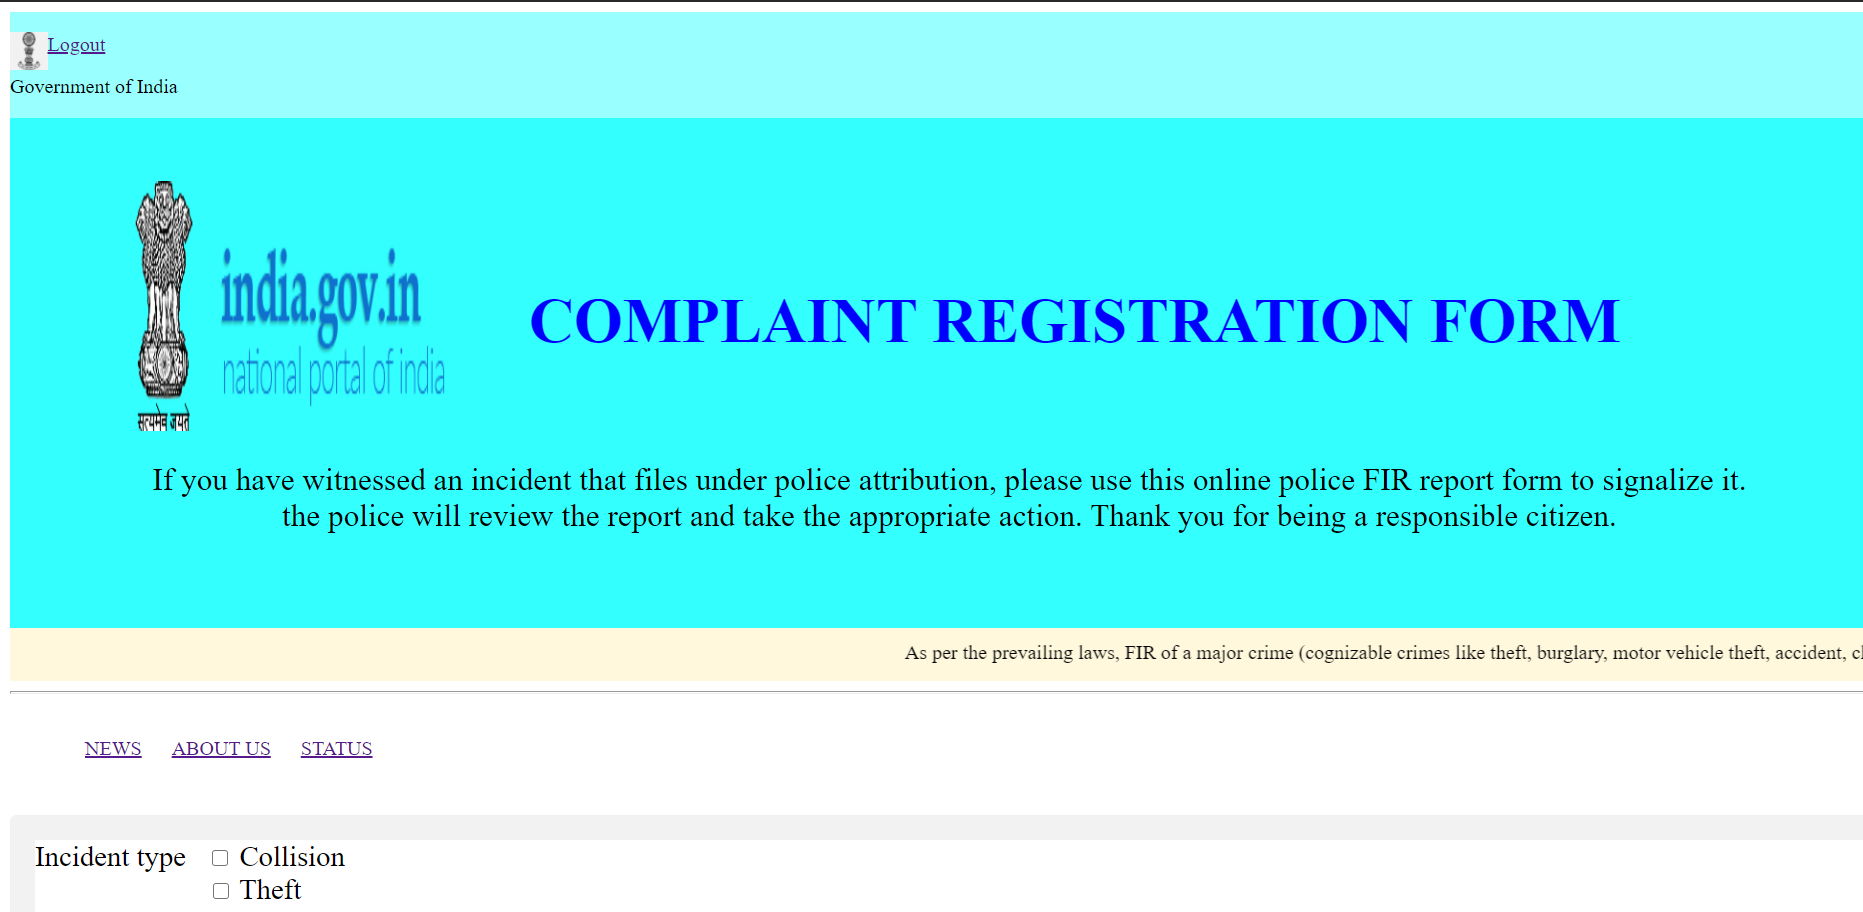 Logout
Government of India
सत्यमेव जयते
india.gov.in
national portal of india
COMPLAINT REGISTRATION FORM
If you have witnessed an incident that files under police attribution, please use this online police FIR report form to signalize it.
the police will review the report and take the appropriate action. Thank you for being a responsible citizen.
As per the prevailing laws, FIR of a major crime (cognizable crimes like theft, burglary, motor vehicle theft, accident,
NEWS ABOUT US STATUS
Incident type Collision
Theft